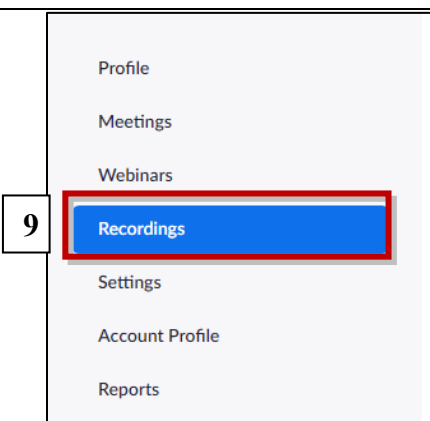 Profile
Meetings
Webinars
9
Recordings
Settings
Account Profile
Reports